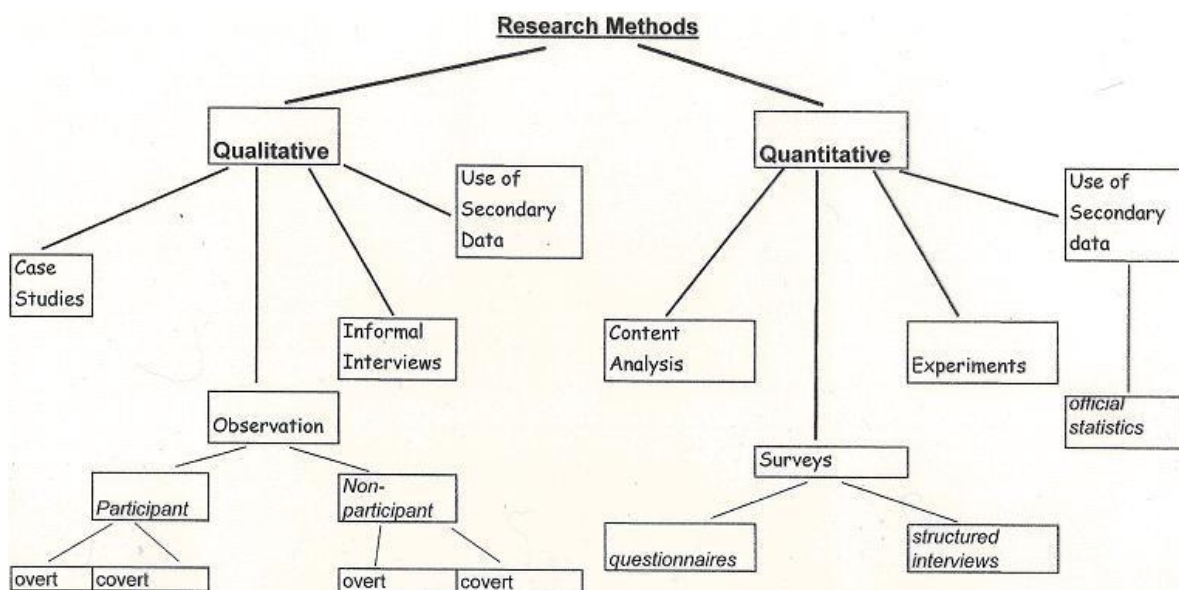 Research Methods
Qualitative
Quantitative
Use of
Secondary
Data
Use of
Secondary
data
Case
Studies
Informal
Interviews
Content
Analysis
Experiments
Observation
official
statistics
Surveys
Participant
Non-
participant
questionnaires
structured
interviews
overt
covert
overt
covert